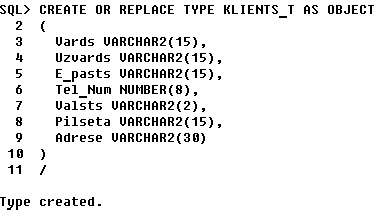 SQL> CREATE OR REPLACE TYPE KLIENTS_T AS OBJECT
2 (
3 Vards VARCHAR2(15),
4 Uzvards VARCHAR2(15),
5 E_pasts VARCHAR2(15),
6 Tel_Num NUMBER(8),
7 Valsts VARCHAR2(2),
8 Pilseta VARCHAR2(15),
9 Adrese VARCHAR2(30)
10 )
11 /
Type created.